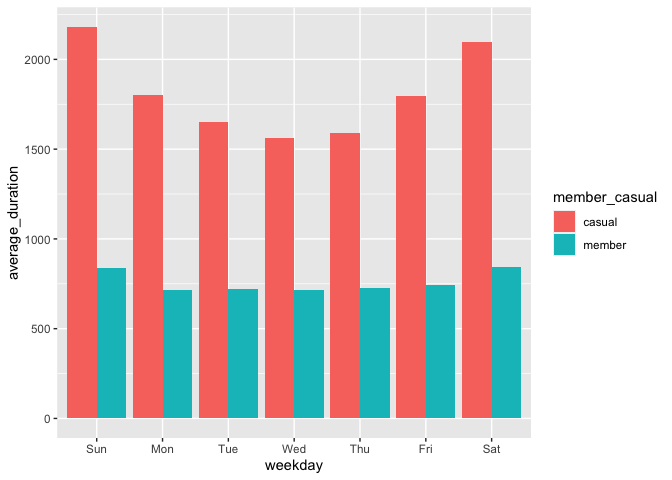 average_duration
2000
1500
1000
500
0
Sun Mon Tue Wed Thu Fri Sat
weekday
member_casual
casual
member